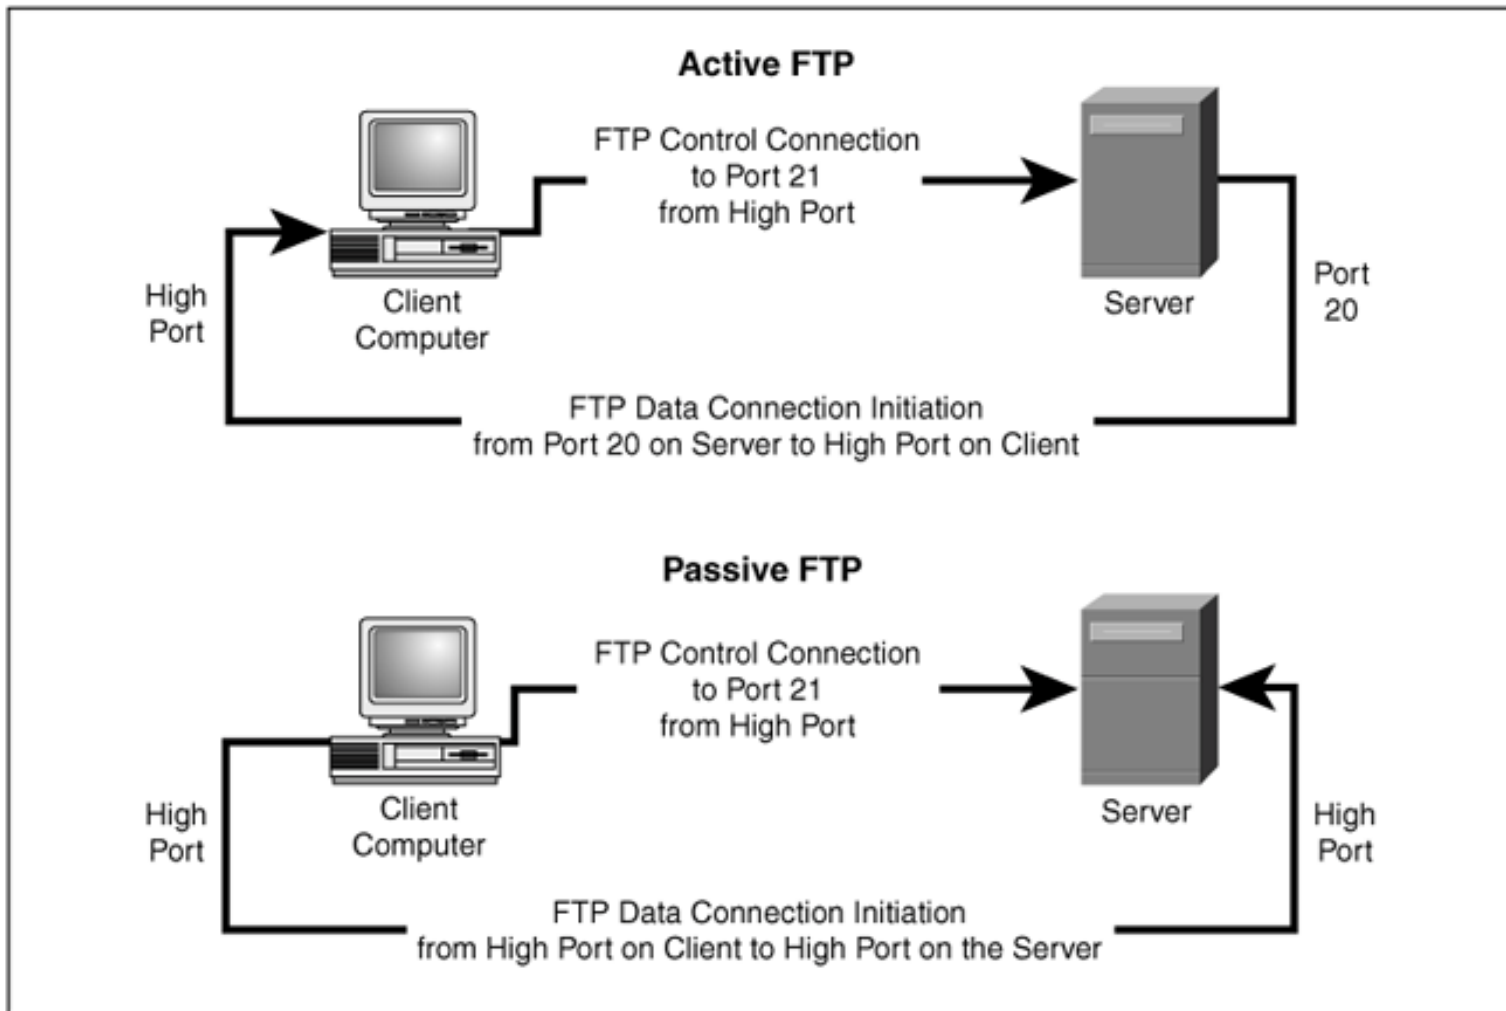 Active FTP
FTP Control Connection
to Port 21
from High Port
High
Port
Client
Computer
Server
Port
20
FTP Data Connection Initiation
from Port 20 on Server to High Port on Client
Passive FTP
FTP Control Connection
to Port 21
from High Port
High
Port
Client
Computer
Server
High
Port
FTP Data Connection Initiation
from High Port on Client to High Port on the Server